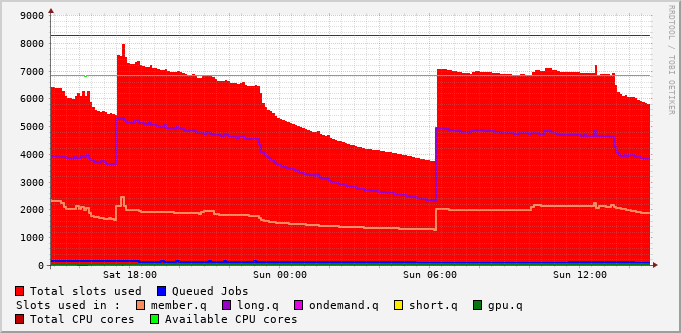 9000
8000
7000
6000
5000
4000
3000
2000
1000
0
Sat 18:00 Sun 00:00 Sun 06:00 Sun 12:00
RRDTOOL / TOBI OETIKER
Total slots used Queued Jobs
Slots used in : member.q long.q ondemand.q short.q gpu.q
Total CPU cores Available CPU cores